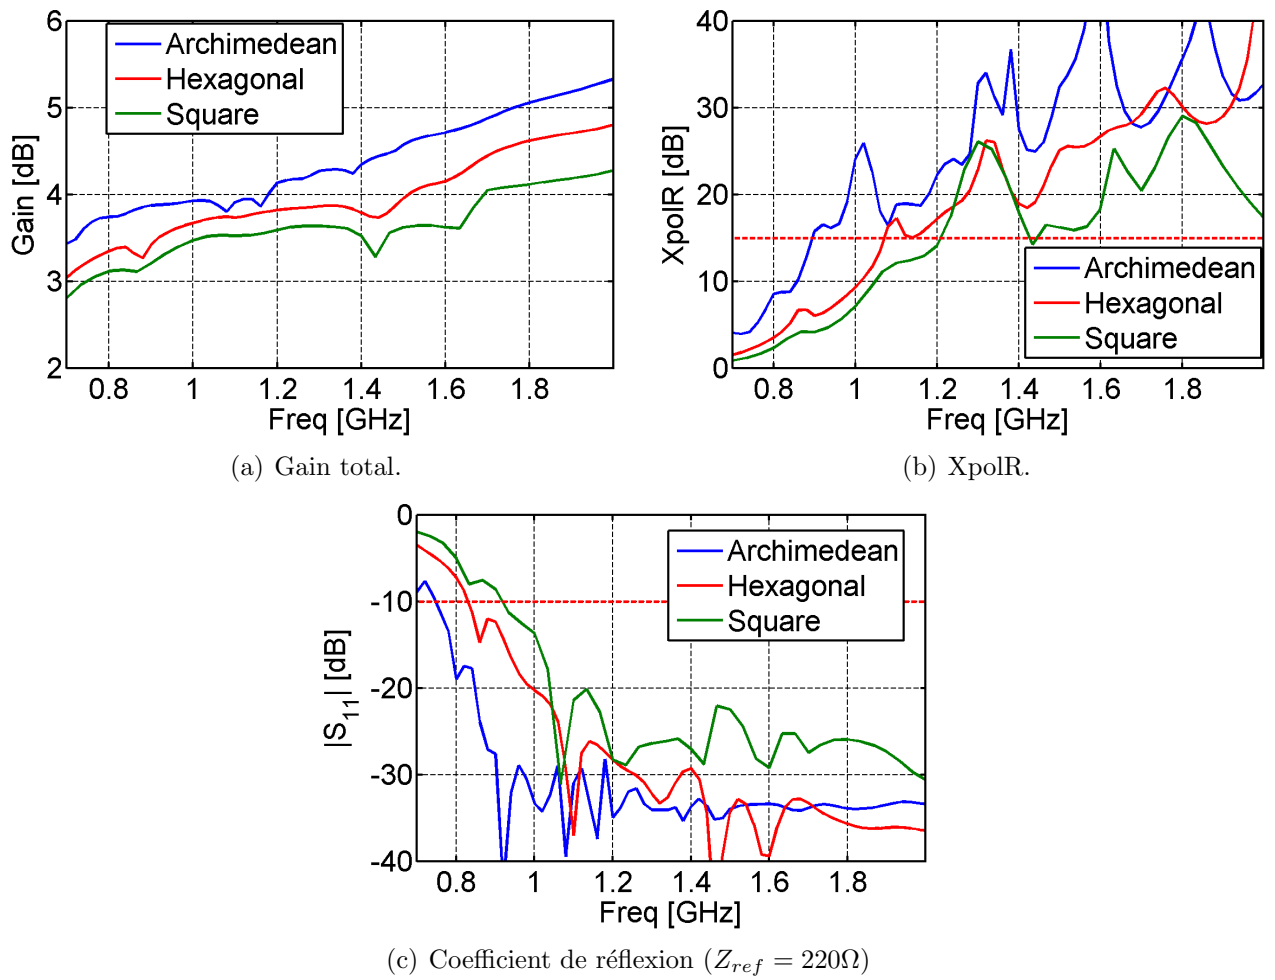 6
5
4
3
2
Gain [dB]
Archimedean
Hexagonal
Square
0.8
1
1.2
1.4
1.6
1.8
Freq [GHz]
(a) Gain total.
40
30
20
10
0
XpolR [dB]
Archimedean
Hexagonal
Square
0.8
1
1.2
1.4
1.6
1.8
Freq [GHz]
(b) XpolR.
0
-10
-20
-30
-40
|S11| [dB]
Archimedean
Hexagonal
Square
0.8
1
1.2
1.4
1.6
1.8
Freq [GHz]
(c) Coefficient de réflexion (Zref = 220Ω)